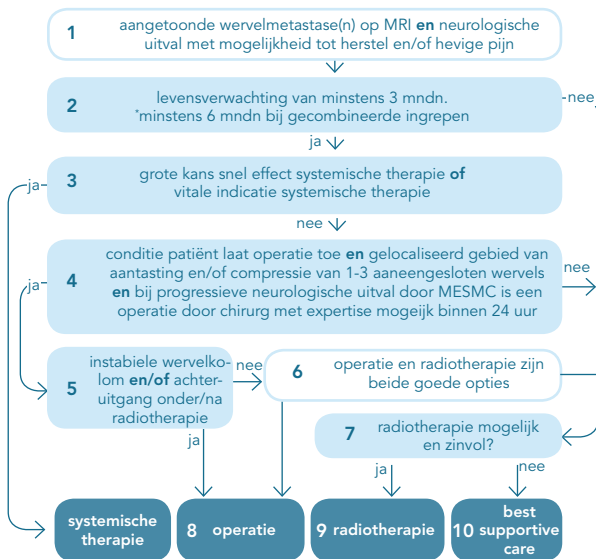 1 aangetoonde wervelmetastase(n) op MRI en neurologische
uitval met mogelijkheid tot herstel en/of hevige pijn
2 levensverwachting van minstens 3 mndn.
*minstens 6 mndn bij gecombineerde ingrepen
nee
ja
ja
3 grote kans snel effect systemische therapie of
vitale indicatie systemische therapie
nee
ja
4 conditie patiënt laat operatie toe en gelocaliseerd gebied van
aantasting en/of compressie van 1-3 aaneengesloten wervels
en bij progressieve neurologische uitval door MESMC is een
operatie door chirurg met expertise mogeijk binnen 24 uur
nee
5 instabiele wervelko-
lom en/of achter-
uitgang onder/na
radiotherapie
nee
6 operatie en radiotherapie zijn
beide goede opties
7 radiotherapie mogelijk
en zinvol?
ja
ja
nee
systemische
therapie
8 operatie
9 radiotherapie
best
10 supportive
care